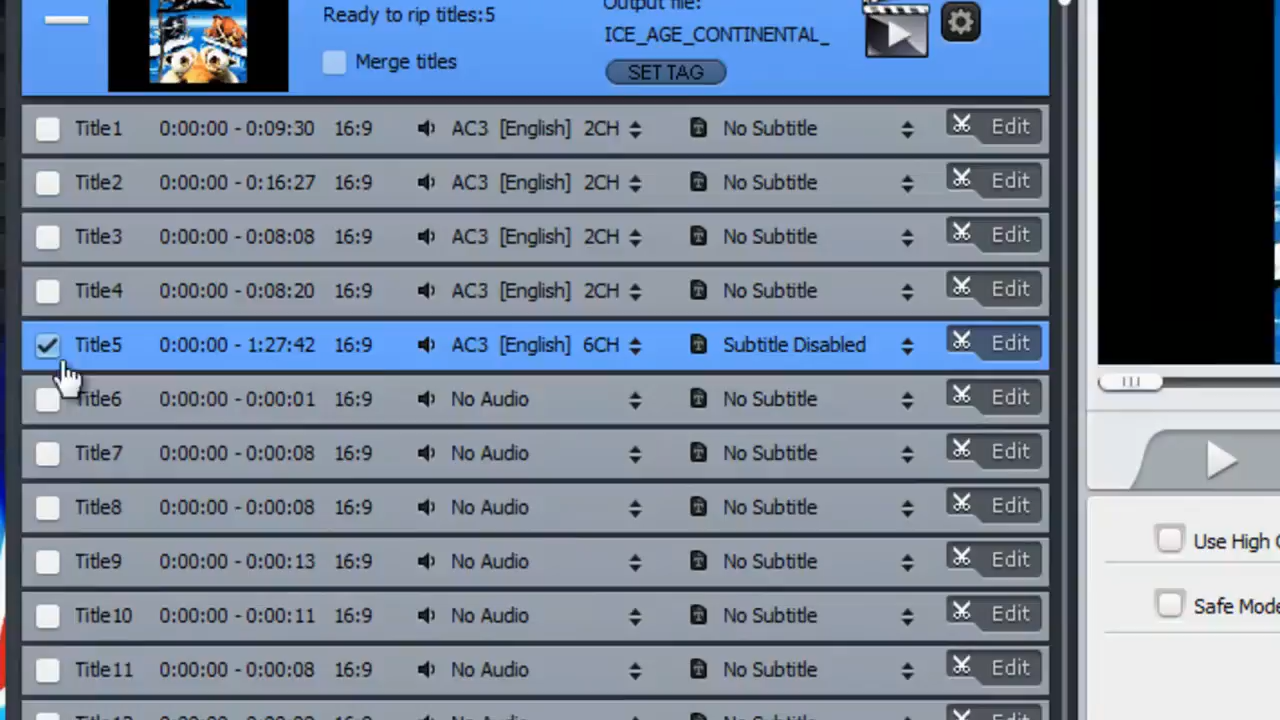 Ready to rip titles:5
Output file:
ICE_AGE_CONTINENTAL_
Merge titles
SET TAG
Title1 0:00:00 - 0:09:30 16:9 AC3 [English] 2CH No Subtitle Edit
Title2 0:00:00 - 0:16:27 16:9 AC3 [English] 2CH No Subtitle Edit
Title3 0:00:00 - 0:08:08 16:9 AC3 [English] 2CH No Subtitle Edit
Title4 0:00:00 - 0:08:20 16:9 AC3 [English] 2CH No Subtitle Edit
Title5 0:00:00 - 1:27:42 16:9 AC3 [English] 6CH Subtitle Disabled Edit
Title6 0:00:00 - 0:00:01 16:9 No Audio No Subtitle Edit
Title7 0:00:00 - 0:00:08 16:9 No Audio No Subtitle Edit
Title8 0:00:00 - 0:00:08 16:9 No Audio No Subtitle Edit
Title9 0:00:00 - 0:00:13 16:9 No Audio No Subtitle Edit
Title10 0:00:00 - 0:00:11 16:9 No Audio No Subtitle Edit
Title11 0:00:00 - 0:00:08 16:9 No Audio No Subtitle Edit
Use High
Safe Mode